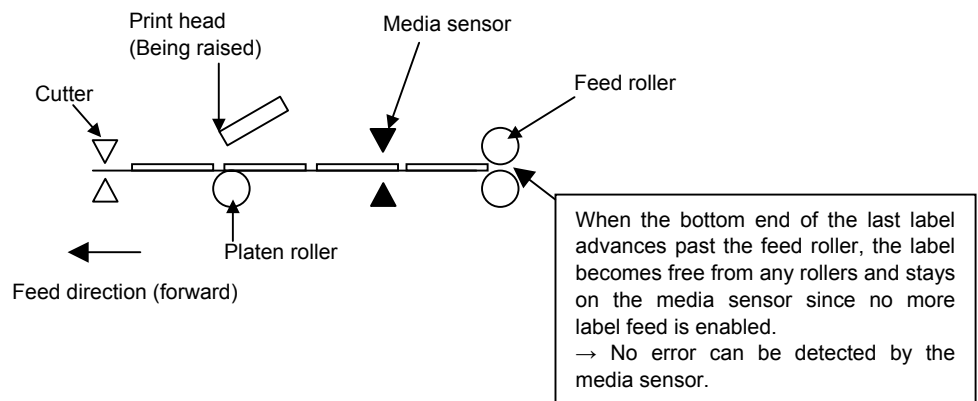 Print head
(Being raised)
Media sensor
Cutter
Feed roller
Platen roller
Feed direction (forward)
When the bottom end of the last label
advances past the feed roller, the label
becomes free from any rollers and stays
on the media sensor since no more
label feed is enabled.
→ No error can be detected by the
media sensor.